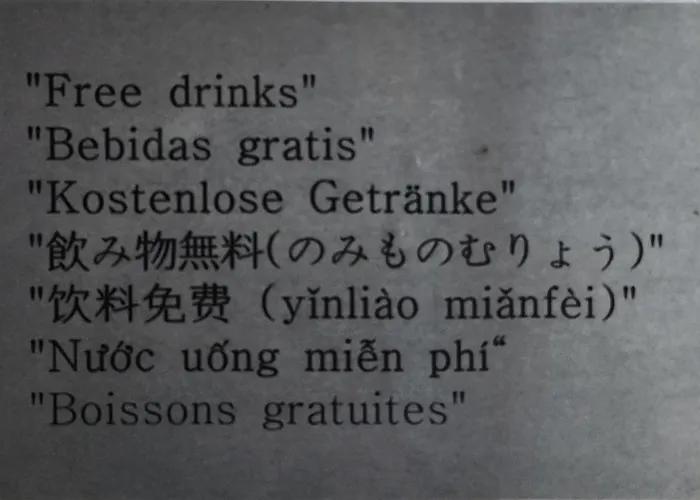 "Free drinks"
"Bebidas gratis"
"Kostenlose Getränke"
"飲み物無料(のみものむりょう)"
"饮料免费 (yǐnliào miǎnfèi)"
"Nước uống miễn phí“
"Boissons gratuites"